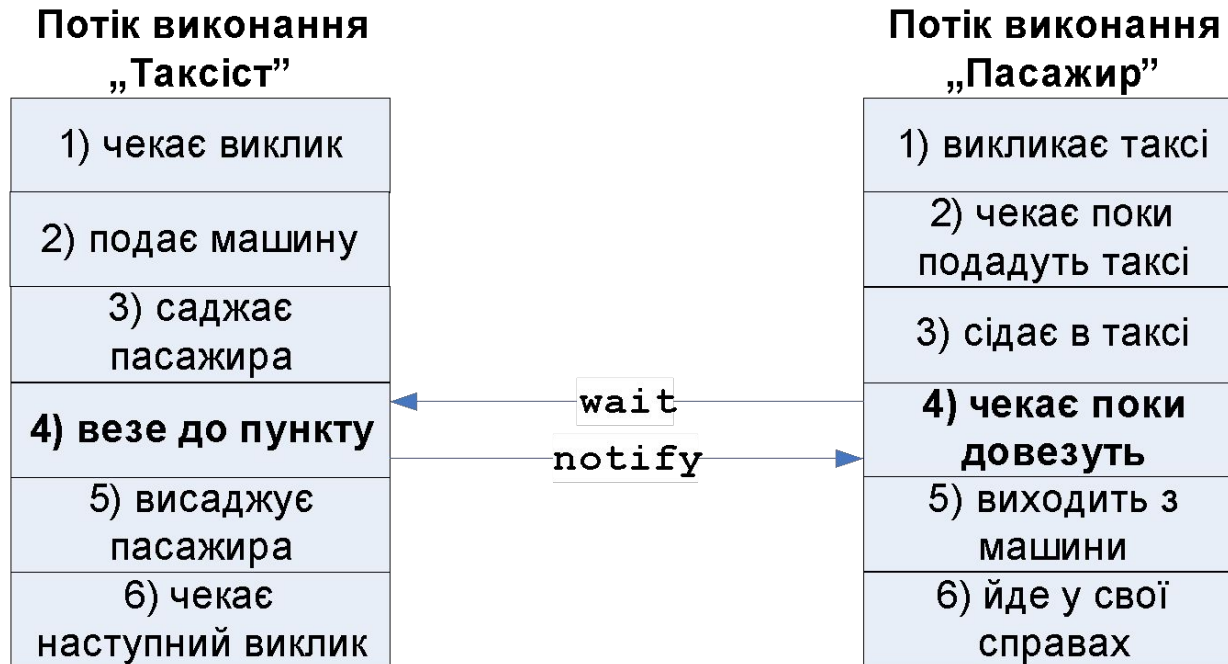 Потік виконання
„Таксіст”
1) чекає виклик
2) подає машину
3) саджає
пасажира
4) везе до пункту
5) висаджує
пасажира
6) чекає
наступний виклик
wait
notify
Потік виконання
„Пасажир”
1) викликає таксі
2) чекає поки
подадуть таксі
3) сідає в таксі
4) чекає поки
довезуть
5) виходить з
машини
6) йде у свої
справах